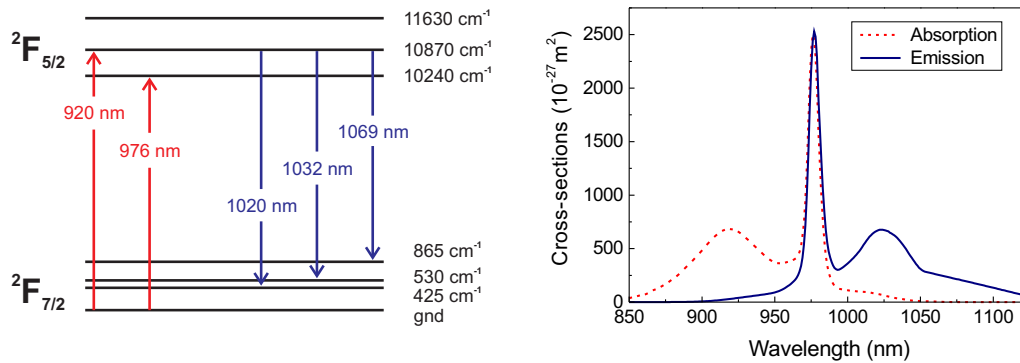 11630 cm⁻¹
²F₅/₂
10870 cm⁻¹
10240 cm⁻¹
920 nm
976 nm
1069 nm
1032 nm
1020 nm
865 cm⁻¹
530 cm⁻¹
²F₇/₂
425 cm⁻¹
gnd
Cross-sections (10⁻²⁷m²)
2500
2000
1500
1000
500
0
Absorption
Emission
850 900 950 1000 1050 1100
Wavelength (nm)